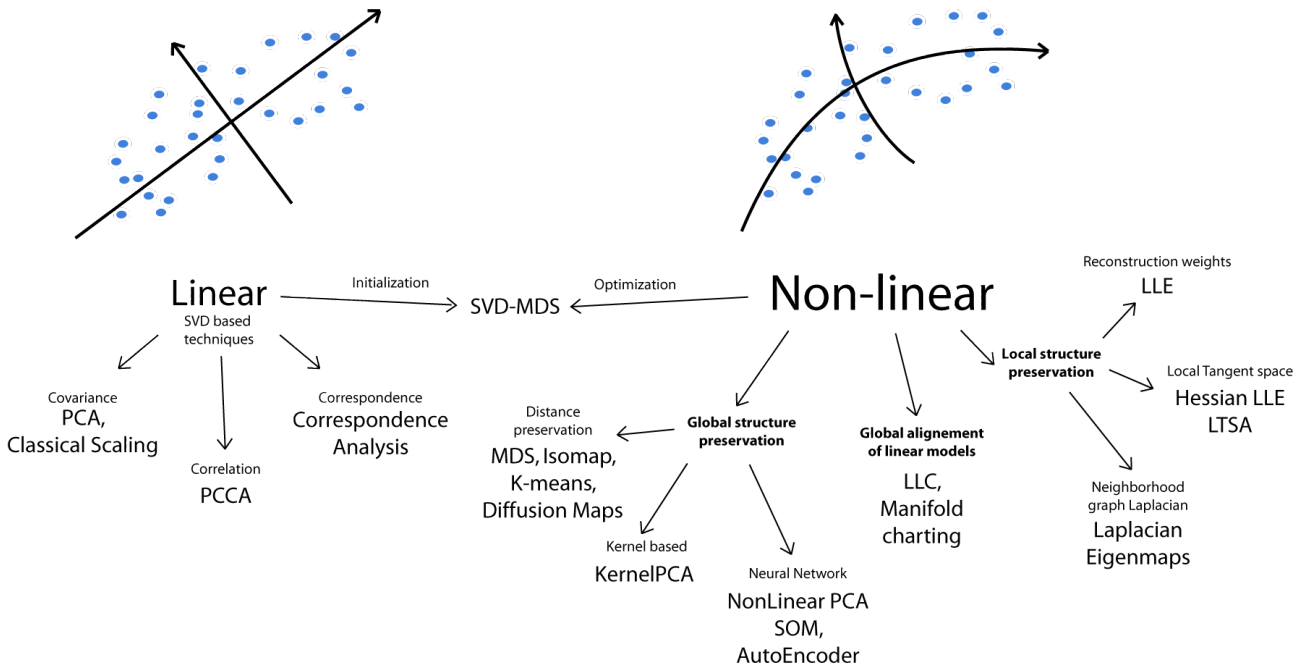 Linear
SVD based
techniques
Initialization
SVD-MDS
Optimization
Non-linear
Covariance
PCA,
Classical Scaling
Correlation
PCCA
Correspondence
Correspondence
Analysis
Global structure
preservation
Distance
preservation
MDS, Isomap,
K-means,
Diffusion Maps
Kernel based
KernelPCA
Neural Network
NonLinear PCA
SOM,
AutoEncoder
Global alignement
of linear models
LLC,
Manifold
charting
Local structure
preservation
Reconstruction weights
LLE
Local Tangent space
Hessian LLE
LTSA
Neighborhood
graph Laplacian
Laplacian
Eigenmaps